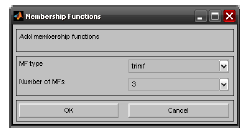 Membership Functions
Add membership functions
MF type
trimf
Number of MFs
3
OK
Cancel